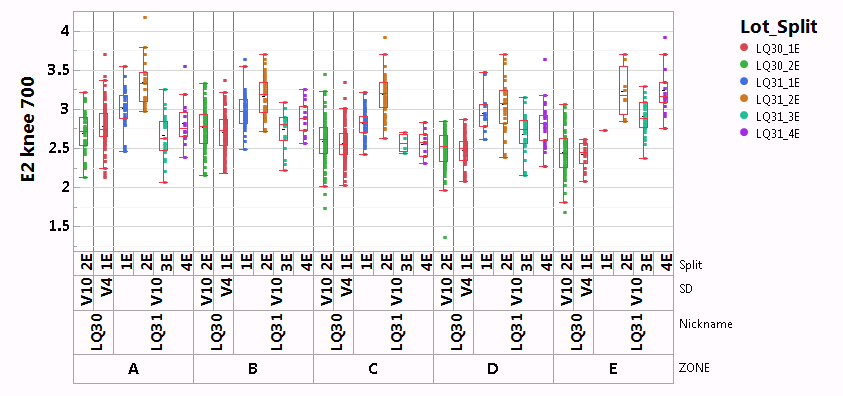 Lot_Split
LQ30_1E
LQ30_2E
LQ31_1E
LQ31_2E
LQ31_3E
LQ31_4E
E2 knee 700
4
3.5
3
2.5
2
1.5
2E 1E 1E 2E 3E 4E 2E 1E 1E 2E 3E 4E 2E 1E 1E 2E 3E 4E 2E 1E 1E 2E 3E 4E 2E 1E 1E 2E 3E 4E Split
V10 V4 V10 V10 V4 V10 V10 V4 V10 V10 V4 V10 V10 V4 V10 SD
LQ30 LQ31 LQ30 LQ31 LQ30 LQ31 LQ30 LQ31 LQ30 LQ31 Nickname
A B C D E ZONE